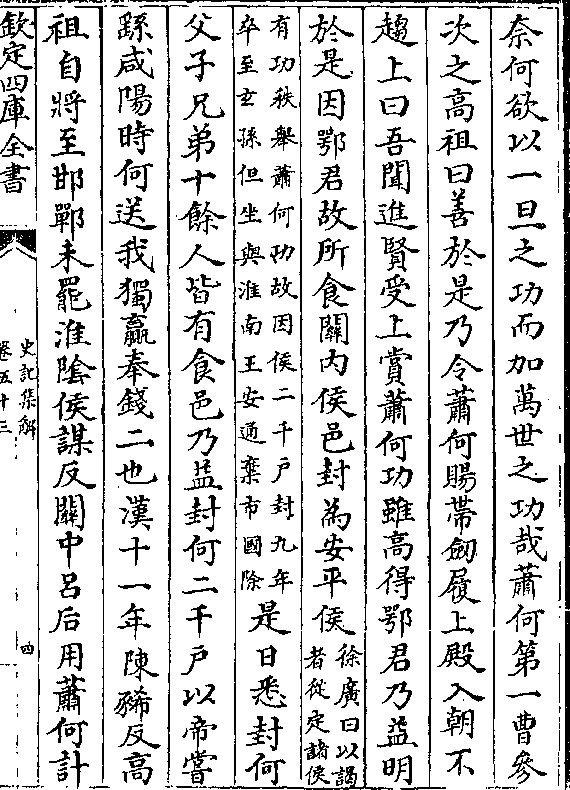 奈何欲以一旦之功而加萬世之功哉蕭何第一曹參
次之高祖曰善於是乃令蕭何賜帶劒履上殿入朝不
趨上曰吾聞進賢受上賞蕭何功雖高得鄂君乃益明
於是因鄂君故所食關内侯邑封為安平侯徐廣曰以謁
者從定諸侯
有功秩舉蕭何功故因侯二千戸封九年
卒至玄孫但坐與淮南王安通棄市國除
是日悉封何
父子兄弟十餘人皆有食邑乃益封何二千戸以帝嘗
繇咸陽時何送我獨贏奉錢二也漢十一年陳豨反高
祖自將至邯鄲未罷淮隂侯謀反關中呂后用蕭何計
欽定四庫全書
史記集解
卷五十三
四